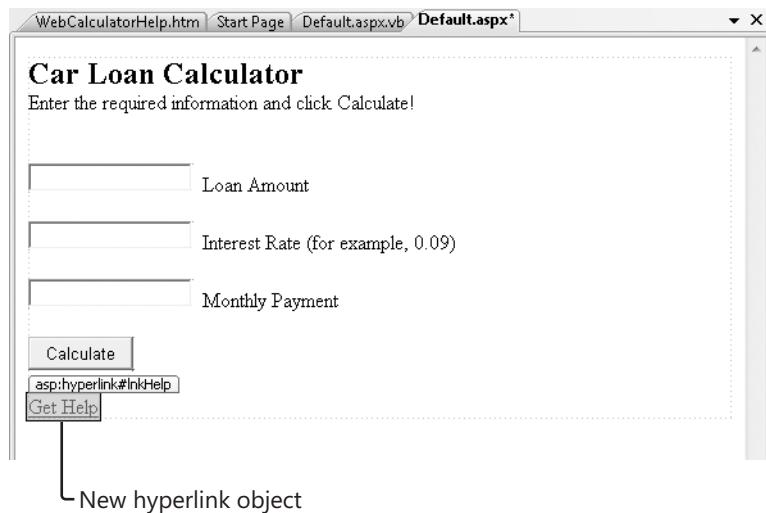 WebCalculatorHelp.htm Start Page Default.aspx.vb Default.aspx*
Car Loan Calculator
Enter the required information and click Calculate!
Loan Amount
Interest Rate (for example, 0.09)
Monthly Payment
Calculate
asp:hyperlink#lnkHelp
Get Help
New hyperlink object